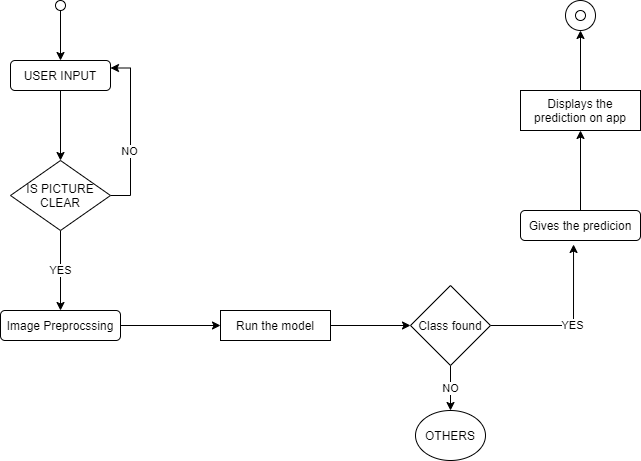 USER INPUT
NO
IS PICTURE
CLEAR
YES
Image Preprocssing
Run the model
Class found
NO
OTHERS
YES
Gives the predicion
Displays the
prediction on app